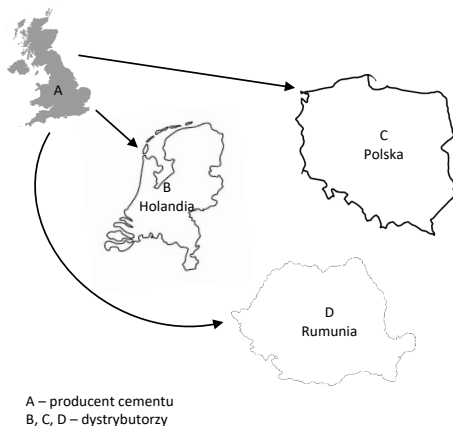 A
C
Polska
B
Holandia
D
Rumunia
A – producent cementu
B, C, D – dystrybutorzy